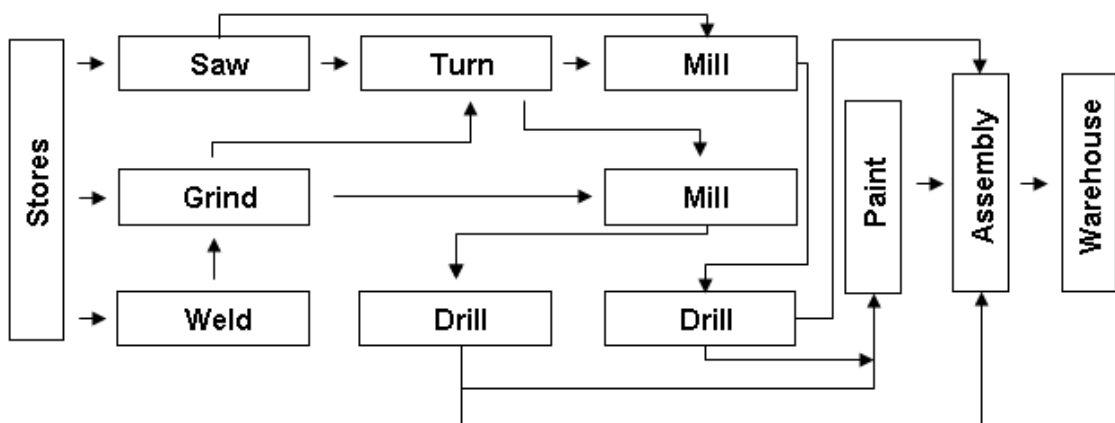 Stores
Saw
Turn
Mill
Grind
Mill
Weld
Drill
Drill
Paint
Assembly
Warehouse